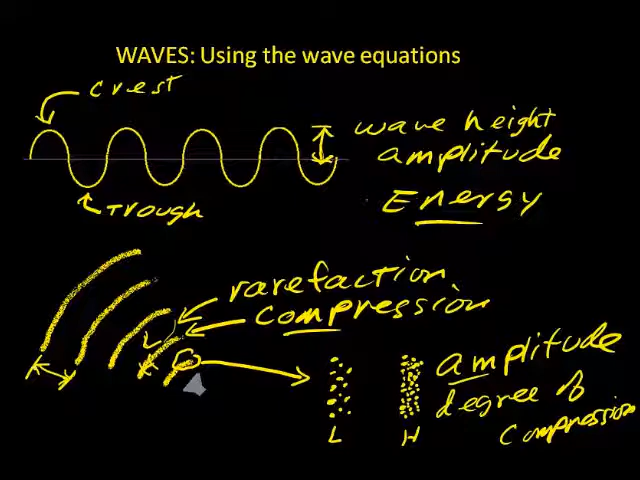 WAVES: Using the wave equations
crest
wave height
amplitude
Energy
Trough
rarefaction
compression
amplitude
degree of
compression
L
H